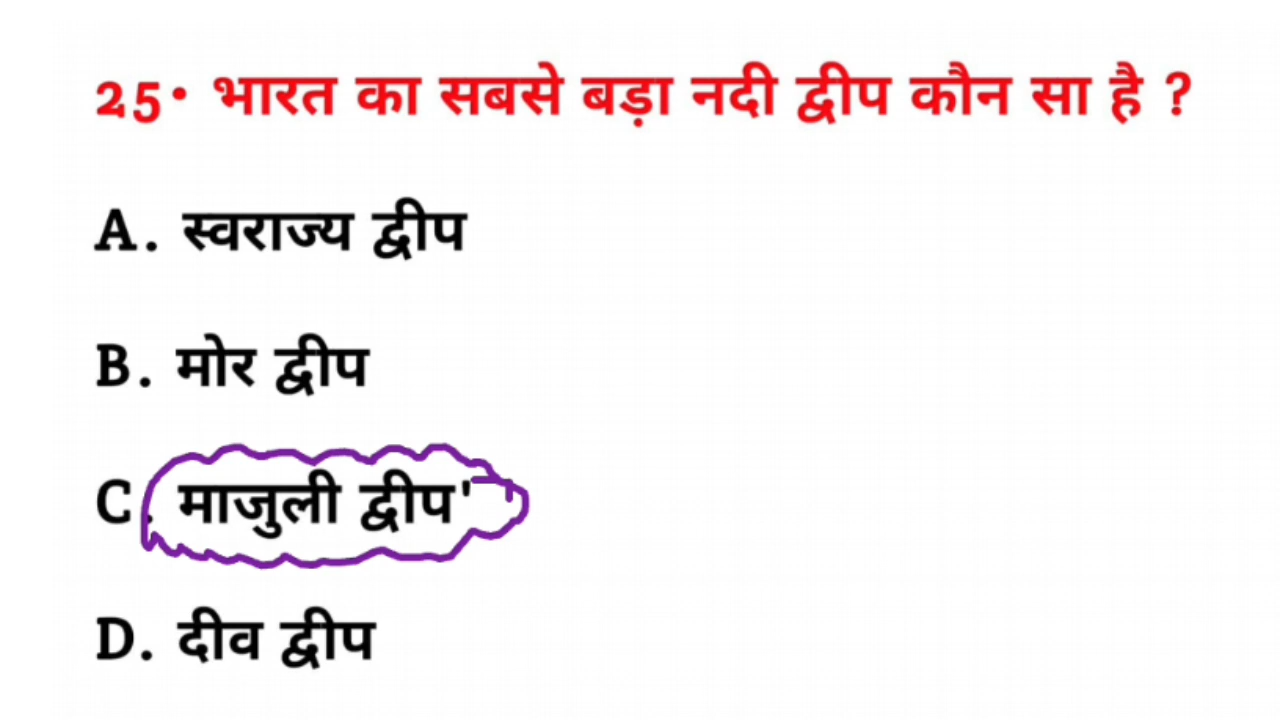 25• भारत का सबसे बड़ा नदी द्वीप कौन सा है ?
A. स्वराज्य द्वीप
B. मोर द्वीप
C. माजुली द्वीप'
D. दीव द्वीप